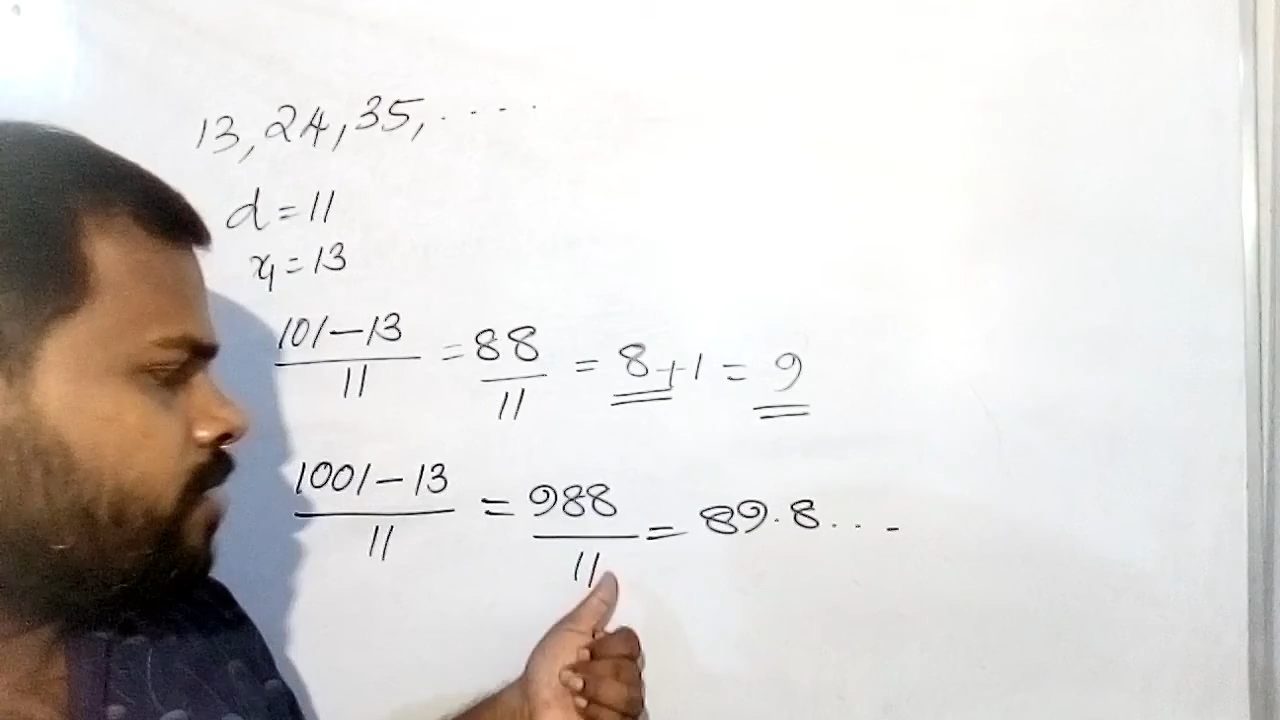 13, 24, 35, ....
d = 11
x₁ = 13
101 - 13 / 11 = 88 / 11 = 8 + 1 = 9
1001 - 13 / 11 = 988 / 11 = 89.8...